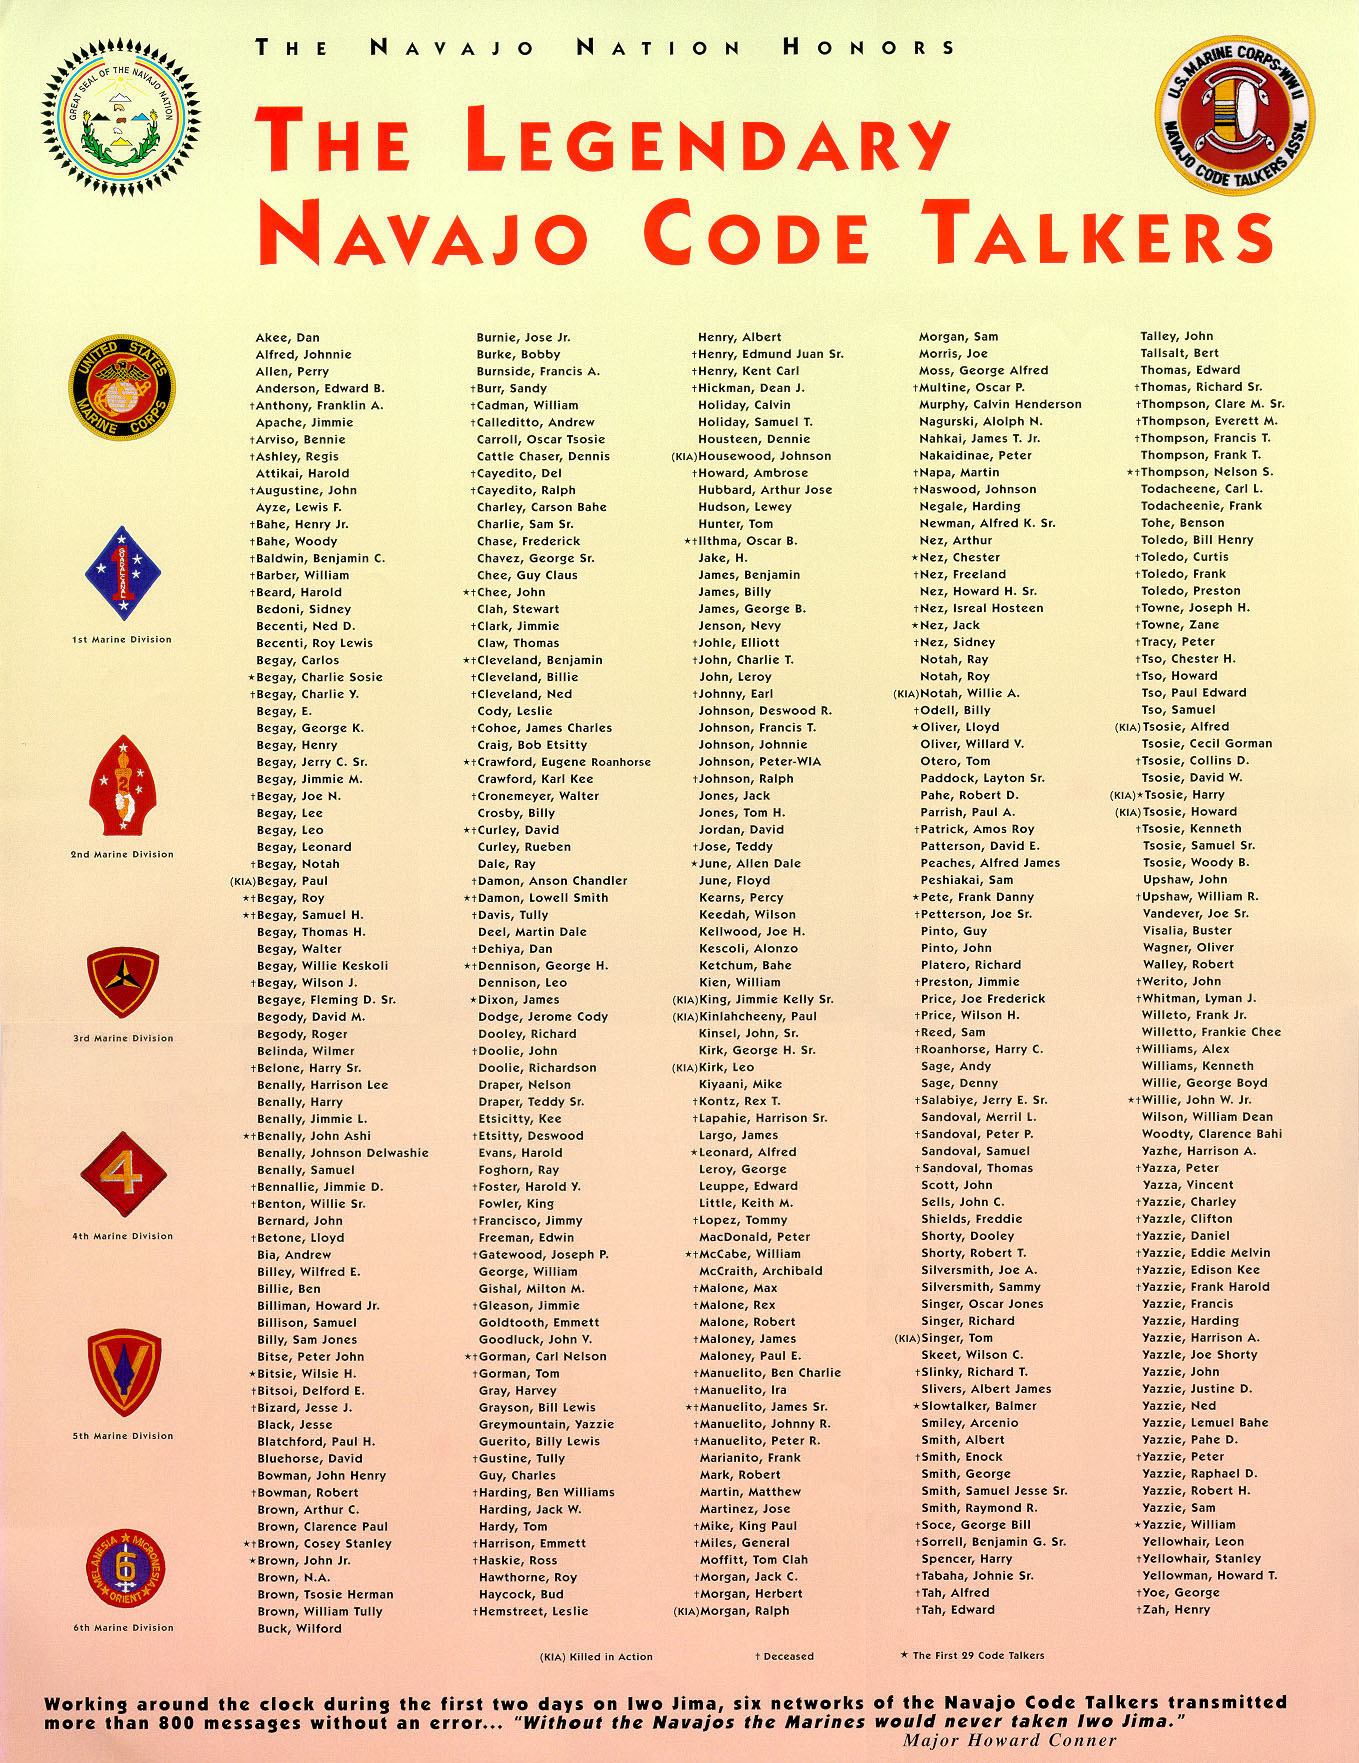 THE NAVAJO NATION HONORS
THE LEGENDARY
NAVAJO CODE TALKERS
GREAT SEAL OF THE NAVAJO NATION
U.S. MARINE CORPS-WWII
NAVAJO CODE TALKERS ASSN.
UNITED STATES
MARINE CORPS
GUADALCANAL
1
1st Marine Division
2
2nd Marine Division
3rd Marine Division
4
4th Marine Division
V
5th Marine Division
MELANESIA ★ MICRONESIA
6
ORIENT
6th Marine Division
Akee, Dan
Alfred, Johnnie
Allen, Perry
Anderson, Edward B.
†Anthony, Franklin A.
Apache, Jimmie
†Arviso, Bennie
†Ashley, Regis
Attikai, Harold
†Augustine, John
Ayze, Lewis F.
†Bahe, Henry Jr.
†Bahe, Woody
†Baldwin, Benjamin C.
†Barber, William
†Beard, Harold
Bedoni, Sidney
Becenti, Ned D.
Becenti, Roy Lewis
Begay, Carlos
★Begay, Charlie Sosie
†Begay, Charlie Y.
Begay, E.
Begay, George K.
Begay, Henry
Begay, Jerry C. Sr.
Begay, Jimmie M.
†Begay, Joe N.
Begay, Lee
Begay, Leo
Begay, Leonard
†Begay, Notah
(KIA)Begay, Paul
★†Begay, Roy
★†Begay, Samuel H.
Begay, Thomas H.
Begay, Walter
Begay, Willie Keskoli
†Begay, Wilson J.
Begaye, Fleming D. Sr.
Begody, David M.
Begody, Roger
Belinda, Wilmer
†Belone, Harry Sr.
Benally, Harrison Lee
Benally, Harry
Benally, Jimmie L.
★†Benally, John Ashi
Benally, Johnson Delwashie
Benally, Samuel
†Bennallie, Jimmie D.
†Benton, Willie Sr.
Bernard, John
†Betone, Lloyd
Bia, Andrew
Billey, Wilfred E.
Billie, Ben
Billiman, Howard Jr.
Billison, Samuel
Billy, Sam Jones
Bitse, Peter John
★Bitsie, Wilsie H.
†Bitsoi, Delford E.
†Bizard, Jesse J.
Black, Jesse
Blatchford, Paul H.
Bluehorse, David
Bowman, John Henry
†Bowman, Robert
Brown, Arthur C.
Brown, Clarence Paul
★†Brown, Cosey Stanley
★Brown, John Jr.
Brown, N.A.
Brown, Tsosie Herman
Brown, William Tully
Buck, Wilford
Burnie, Jose Jr.
Burke, Bobby
Burnside, Francis A.
†Burr, Sandy
†Cadman, William
†Calleditto, Andrew
Carroll, Oscar Tsosie
Cattle Chaser, Dennis
†Cayedito, Del
†Cayedito, Ralph
Charley, Carson Bahe
Charlie, Sam Sr.
Chase, Frederick
Chavez, George Sr.
Chee, Guy Claus
★†Chee, John
Clah, Stewart
†Clark, Jimmie
Claw, Thomas
★†Cleveland, Benjamin
†Cleveland, Billie
†Cleveland, Ned
Cody, Leslie
†Cohoe, James Charles
Craig, Bob Etsitty
★†Crawford, Eugene Roanhorse
Crawford, Karl Kee
†Cronemeyer, Walter
Crosby, Billy
★†Curley, David
Curley, Rueben
Dale, Ray
†Damon, Anson Chandler
★†Damon, Lowell Smith
†Davis, Tully
Deel, Martin Dale
†Dehiya, Dan
★†Dennison, George H.
Dennison, Leo
★Dixon, James
Dodge, Jerome Cody
Dooley, Richard
†Doolie, John
Doolie, Richardson
Draper, Nelson
Draper, Teddy Sr.
Etsicitty, Kee
†Etsitty, Deswood
Evans, Harold
Foghorn, Ray
†Foster, Harold Y.
Fowler, King
†Francisco, Jimmy
Freeman, Edwin
†Gatewood, Joseph P.
George, William
Gishal, Milton M.
†Gleason, Jimmie
Goldtooth, Emmett
Goodluck, John V.
★†Gorman, Carl Nelson
†Gorman, Tom
Gray, Harvey
Grayson, Bill Lewis
Greymountain, Yazzie
Guerito, Billy Lewis
†Gustine, Tully
Guy, Charles
†Harding, Ben Williams
Harding, Jack W.
Hardy, Tom
†Harrison, Emmett
†Haskie, Ross
Hawthorne, Roy
Haycock, Bud
†Hemstreet, Leslie
Henry, Albert
†Henry, Edmund Juan Sr.
†Henry, Kent Carl
†Hickman, Dean J.
Holiday, Calvin
Holiday, Samuel T.
Housteen, Dennie
(KIA)Housewood, Johnson
†Howard, Ambrose
Hubbard, Arthur Jose
Hudson, Lewey
Hunter, Tom
★†Ilthma, Oscar B.
Jake, H.
James, Benjamin
James, Billy
James, George B.
Jenson, Nevy
†Johle, Elliott
†John, Charlie T.
John, Leroy
†Johnny, Earl
Johnson, Deswood R.
Johnson, Francis T.
Johnson, Johnnie
Johnson, Peter-WIA
†Johnson, Ralph
Jones, Jack
Jones, Tom H.
Jordan, David
†Jose, Teddy
★June, Allen Dale
June, Floyd
Kearns, Percy
Keedah, Wilson
Kellwood, Joe H.
Kescoli, Alonzo
Ketchum, Bahe
Kien, William
(KIA)King, Jimmie Kelly Sr.
(KIA)Kinlahcheeny, Paul
Kinsel, John, Sr.
Kirk, George H. Sr.
(KIA)Kirk, Leo
Kiyaani, Mike
†Kontz, Rex T.
†Lapahie, Harrison Sr.
Largo, James
★Leonard, Alfred
Leroy, George
Leuppe, Edward
Little, Keith M.
†Lopez, Tommy
MacDonald, Peter
★†McCabe, William
McCraith, Archibald
†Malone, Max
†Malone, Rex
Malone, Robert
†Maloney, James
Maloney, Paul E.
†Manuelito, Ben Charlie
†Manuelito, Ira
★†Manuelito, James Sr.
†Manuelito, Johnny R.
†Manuelito, Peter R.
Marianito, Frank
Mark, Robert
Martin, Matthew
Martinez, Jose
†Mike, King Paul
†Miles, General
Moffitt, Tom Clah
†Morgan, Jack C.
†Morgan, Herbert
(KIA)Morgan, Ralph
Morgan, Sam
Morris, Joe
Moss, George Alfred
†Multine, Oscar P.
Murphy, Calvin Henderson
Nagurski, Alolph N.
Nahkai, James T. Jr.
Nakaidinae, Peter
†Napa, Martin
†Naswood, Johnson
Negale, Harding
Newman, Alfred K. Sr.
Nez, Arthur
★Nez, Chester
†Nez, Freeland
Nez, Howard H. Sr.
†Nez, Isreal Hosteen
★Nez, Jack
†Nez, Sidney
Notah, Ray
Notah, Roy
(KIA)Notah, Willie A.
†Odell, Billy
★Oliver, Lloyd
Oliver, Willard V.
Otero, Tom
Paddock, Layton Sr.
Pahe, Robert D.
Parrish, Paul A.
†Patrick, Amos Roy
Patterson, David E.
Peaches, Alfred James
Peshiakai, Sam
★Pete, Frank Danny
†Petterson, Joe Sr.
Pinto, Guy
Pinto, John
Platero, Richard
†Preston, Jimmie
Price, Joe Frederick
†Price, Wilson H.
†Reed, Sam
†Roanhorse, Harry C.
Sage, Andy
Sage, Denny
†Salabiye, Jerry E. Sr.
Sandoval, Merril L.
†Sandoval, Peter P.
Sandoval, Samuel
†Sandoval, Thomas
Scott, John
Sells, John C.
Shields, Freddie
Shorty, Dooley
Shorty, Robert T.
Silversmith, Joe A.
Silversmith, Sammy
Singer, Oscar Jones
Singer, Richard
(KIA)Singer, Tom
Skeet, Wilson C.
†Slinky, Richard T.
Slivers, Albert James
★Slowtalker, Balmer
Smiley, Arcenio
Smith, Albert
†Smith, Enock
Smith, George
Smith, Samuel Jesse Sr.
Smith, Raymond R.
†Soce, George Bill
†Sorrell, Benjamin G. Sr.
Spencer, Harry
†Tabaha, Johnie Sr.
†Tah, Alfred
†Tah, Edward
Talley, John
Tallsalt, Bert
Thomas, Edward
†Thomas, Richard Sr.
†Thompson, Clare M. Sr.
†Thompson, Everett M.
†Thompson, Francis T.
Thompson, Frank T.
★†Thompson, Nelson S.
Todacheene, Carl L.
Todacheenie, Frank
Tohe, Benson
Toledo, Bill Henry
†Toledo, Curtis
†Toledo, Frank
Toledo, Preston
†Towne, Joseph H.
†Towne, Zane
†Tracy, Peter
†Tso, Chester H.
†Tso, Howard
Tso, Paul Edward
Tso, Samuel
(KIA)Tsosie, Alfred
Tsosie, Cecil Gorman
†Tsosie, Collins D.
Tsosie, David W.
(KIA)★Tsosie, Harry
(KIA)Tsosie, Howard
†Tsosie, Kenneth
Tsosie, Samuel Sr.
Tsosie, Woody B.
Upshaw, John
†Upshaw, William R.
Vandever, Joe Sr.
Visalia, Buster
Wagner, Oliver
Walley, Robert
†Werito, John
†Whitman, Lyman J.
Willeto, Frank Jr.
Willetto, Frankie Chee
†Williams, Alex
Williams, Kenneth
Willie, George Boyd
★†Willie, John W. Jr.
Wilson, William Dean
Woodty, Clarence Bahi
Yazhe, Harrison A.
†Yazza, Peter
Yazza, Vincent
†Yazzie, Charley
†Yazzie, Clifton
†Yazzie, Daniel
†Yazzie, Eddie Melvin
†Yazzie, Edison Kee
†Yazzie, Frank Harold
Yazzie, Francis
Yazzie, Harding
Yazzie, Harrison A.
Yazzle, Joe Shorty
Yazzie, John
Yazzie, Justine D.
Yazzie, Ned
Yazzie, Lemuel Bahe
Yazzie, Pahe D.
†Yazzie, Peter
Yazzie, Raphael D.
Yazzie, Robert H.
Yazzie, Sam
★Yazzie, William
Yellowhair, Leon
†Yellowhair, Stanley
Yellowman, Howard T.
†Yoe, George
†Zah, Henry
(KIA) Killed in Action
† Deceased
★ The First 29 Code Talkers
Working around the clock during the first two days on Iwo Jima, six networks of the Navajo Code Talkers transmitted
more than 800 messages without an error... "Without the Navajos the Marines would never taken Iwo Jima."
Major Howard Conner